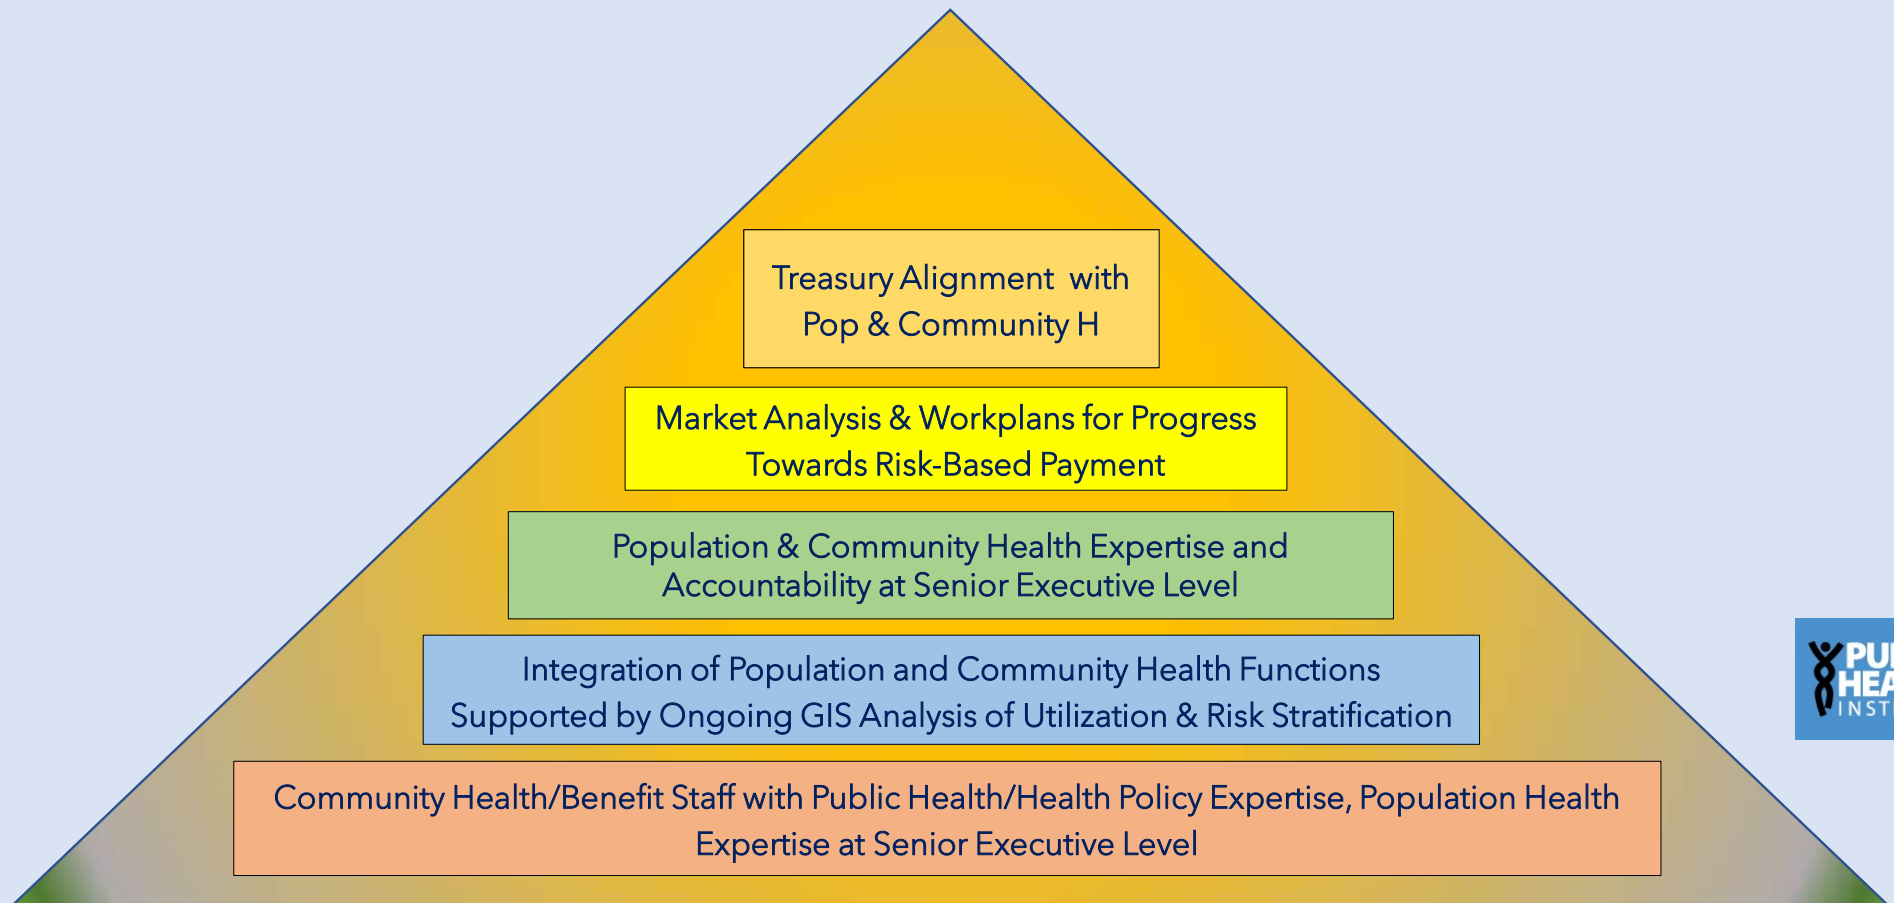 Treasury Alignment  with
Pop & Community H
Market Analysis & Workplans for Progress
Towards Risk-Based Payment
Population & Community Health Expertise and
Accountability at Senior Executive Level
Integration of Population and Community Health Functions
Supported by Ongoing GIS Analysis of Utilization & Risk Stratification
Community Health/Benefit Staff with Public Health/Health Policy Expertise, Population Health
Expertise at Senior Executive Level